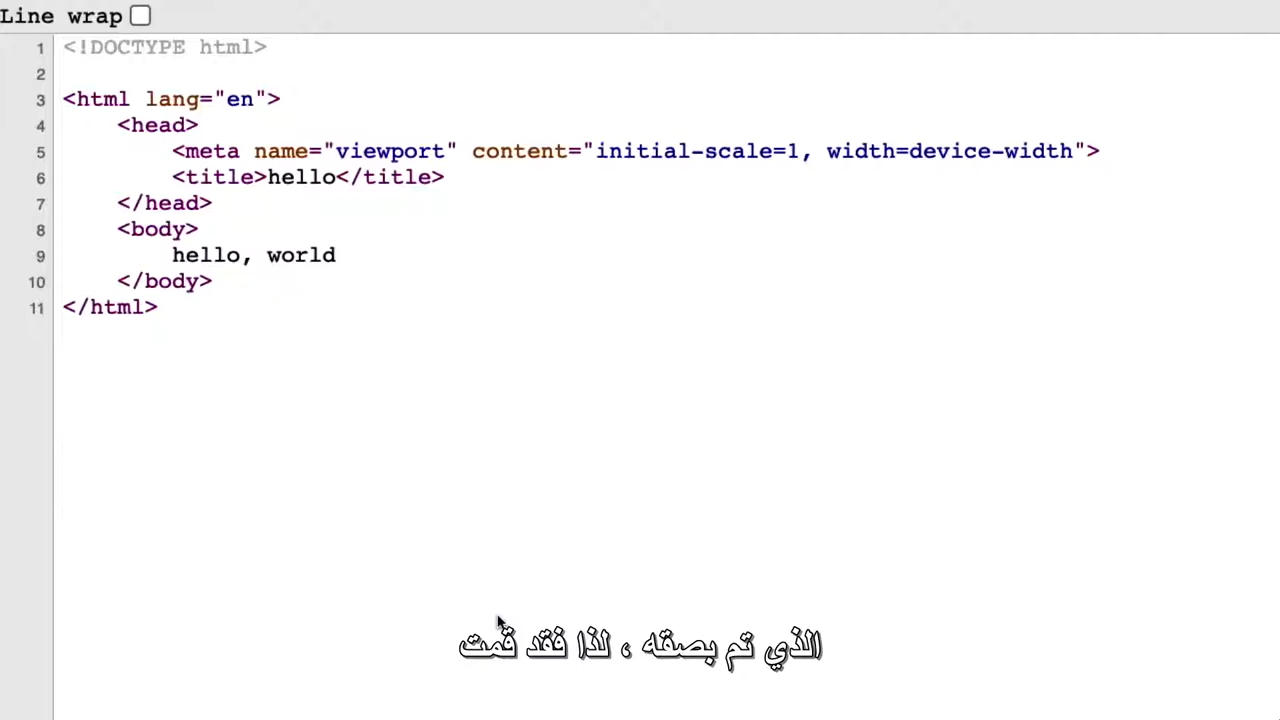 Line wrap
1 <!DOCTYPE html>
2
3 <html lang="en">
4 <head>
5 <meta name="viewport" content="initial-scale=1, width=device-width">
6 <title>hello</title>
7 </head>
8 <body>
9 hello, world
10 </body>
11 </html>
الذي تم بصقه ، لذا فقد قمت